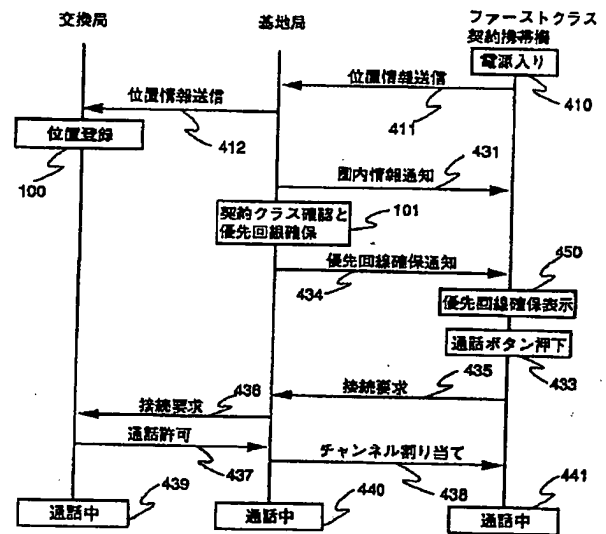 交換局
基地局
ファーストクラス
契約携帯機
電源入り
410
位置情報送信
411
位置情報送信
412
位置登録
100
431
圏内情報通知
契約クラス確認と
優先回線確保
101
優先回線確保通知
434
450
優先回線確保表示
通話ボタン押下
433
接続要求
435
接続要求
436
通話許可
437
チャンネル割り当て
438
通話中
439
通話中
440
通話中
441